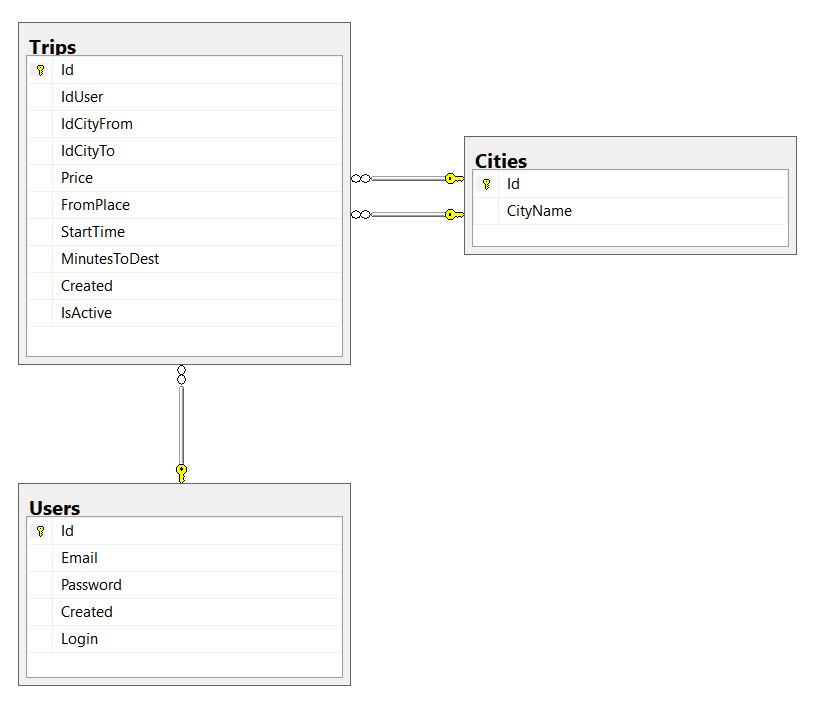 Trips
Id
IdUser
IdCityFrom
IdCityTo
Price
FromPlace
StartTime
MinutesToDest
Created
IsActive
Cities
Id
CityName
Users
Id
Email
Password
Created
Login